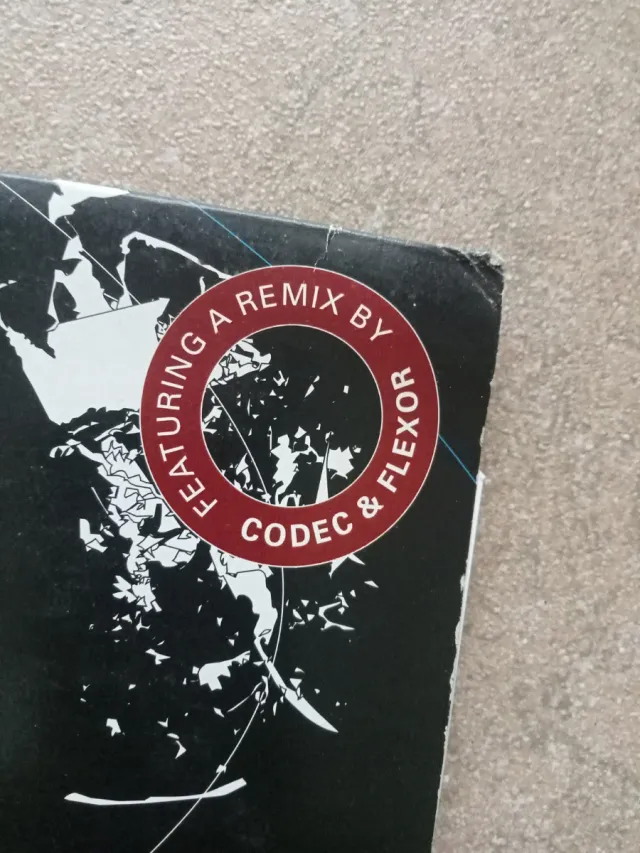 FEATURING A REMIX BY
CODEC & FLEXOR